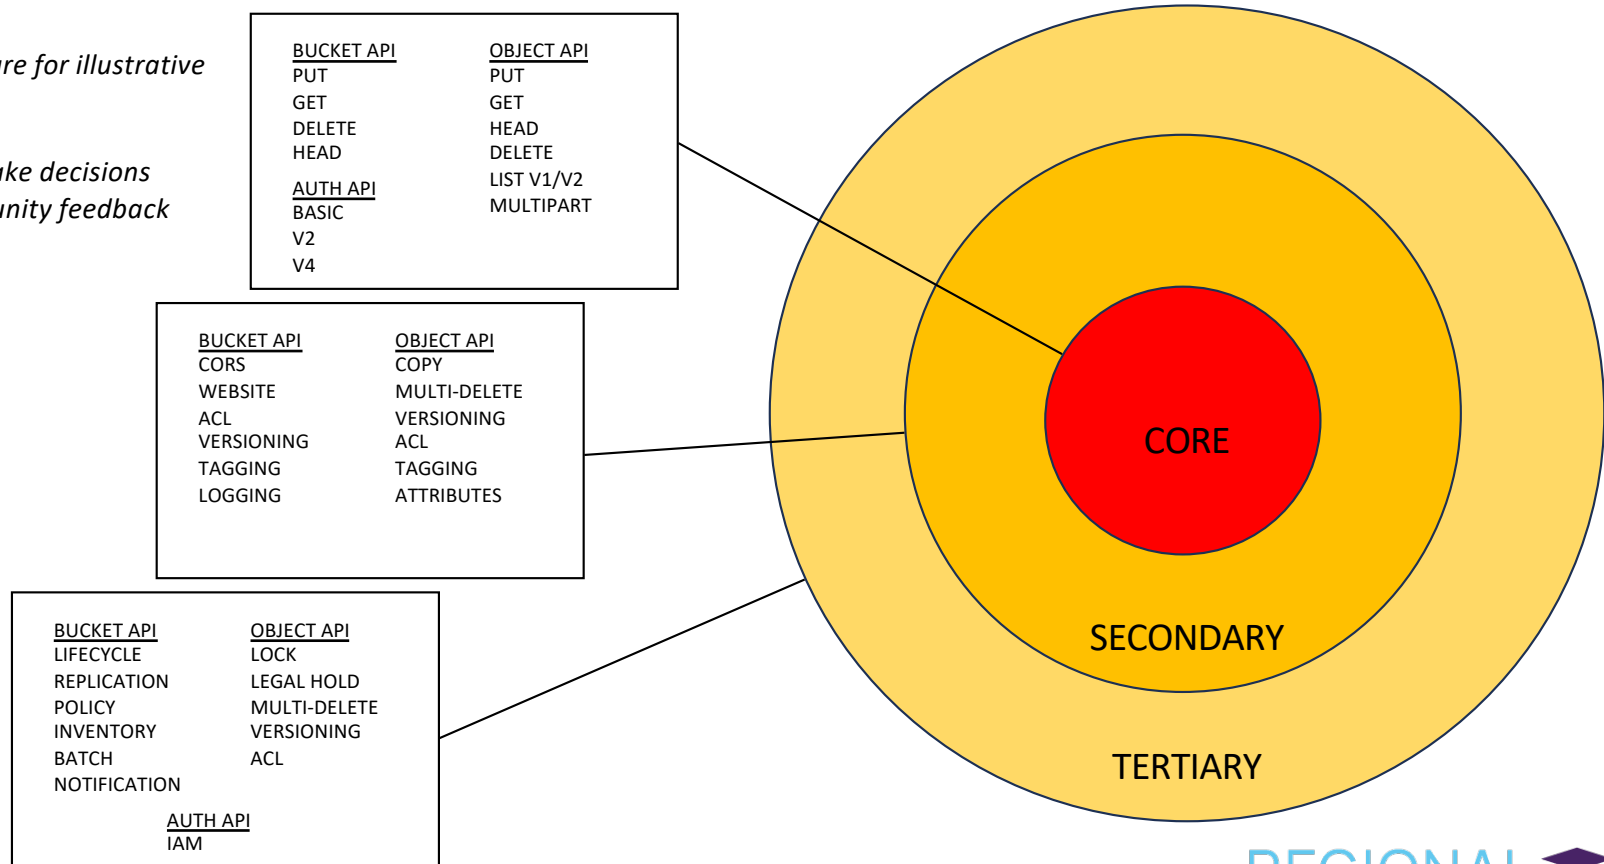 re for illustrative
ke decisions
unity feedback
BUCKET API
PUT
GET
DELETE
HEAD
AUTH API
BASIC
V2
V4
OBJECT API
PUT
GET
HEAD
DELETE
LIST V1/V2
MULTIPART
BUCKET API
CORS
WEBSITE
ACL
VERSIONING
TAGGING
LOGGING
OBJECT API
COPY
MULTI-DELETE
VERSIONING
ACL
TAGGING
ATTRIBUTES
BUCKET API
LIFECYCLE
REPLICATION
POLICY
INVENTORY
BATCH
NOTIFICATION
OBJECT API
LOCK
LEGAL HOLD
MULTI-DELETE
VERSIONING
ACL
AUTH API
IAM
CORE
SECONDARY
TERTIARY
REGIONAL